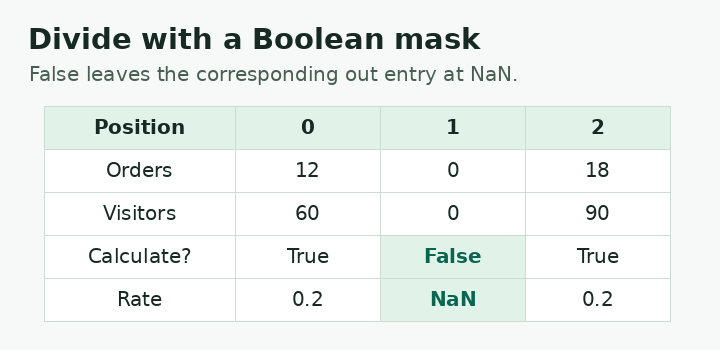 Divide with a Boolean mask
False leaves the corresponding out entry at NaN.
Position 0 1 2
Orders 12 0 18
Visitors 60 0 90
Calculate? True False True
Rate 0.2 NaN 0.2